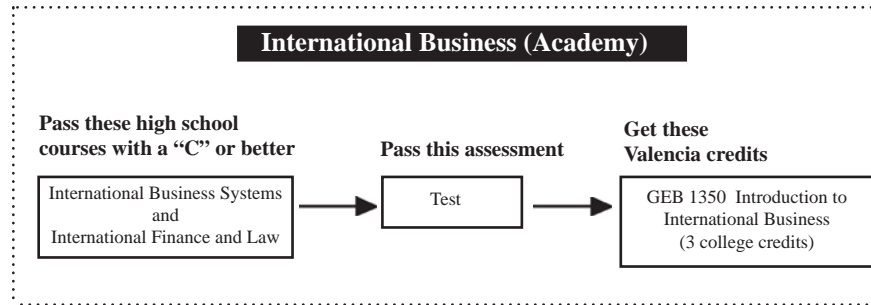 International Business (Academy)
Pass these high school
courses with a “C” or better
International Business Systems
and
International Finance and Law
Pass this assessment
Test
Get these
Valencia credits
GEB 1350  Introduction to
International Business
(3 college credits)